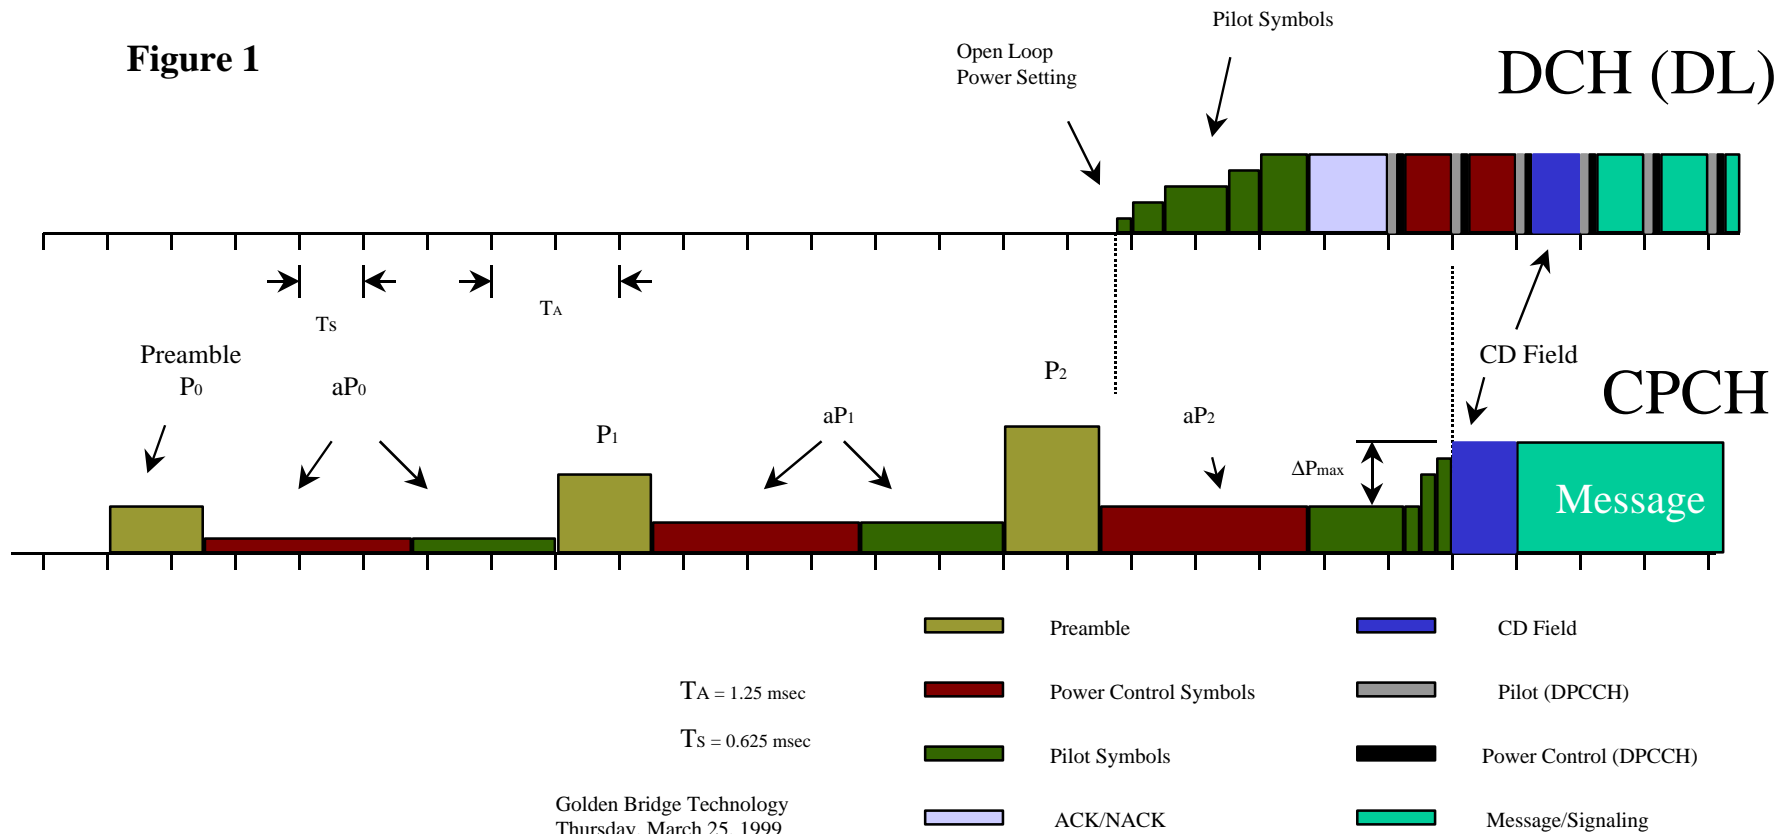 Figure 1
Pilot Symbols
Open Loop
Power Setting
DCH (DL)
TS
TA
Preamble
P0
aP0
P1
aP1
P2
aP2
ΔPmax
CD Field
CPCH
Message
Preamble
CD Field
TA = 1.25 msec
Power Control Symbols
Pilot (DPCCH)
TS = 0.625 msec
Pilot Symbols
Power Control (DPCCH)
Golden Bridge Technology
Thursday, March 25, 1999
ACK/NACK
Message/Signaling